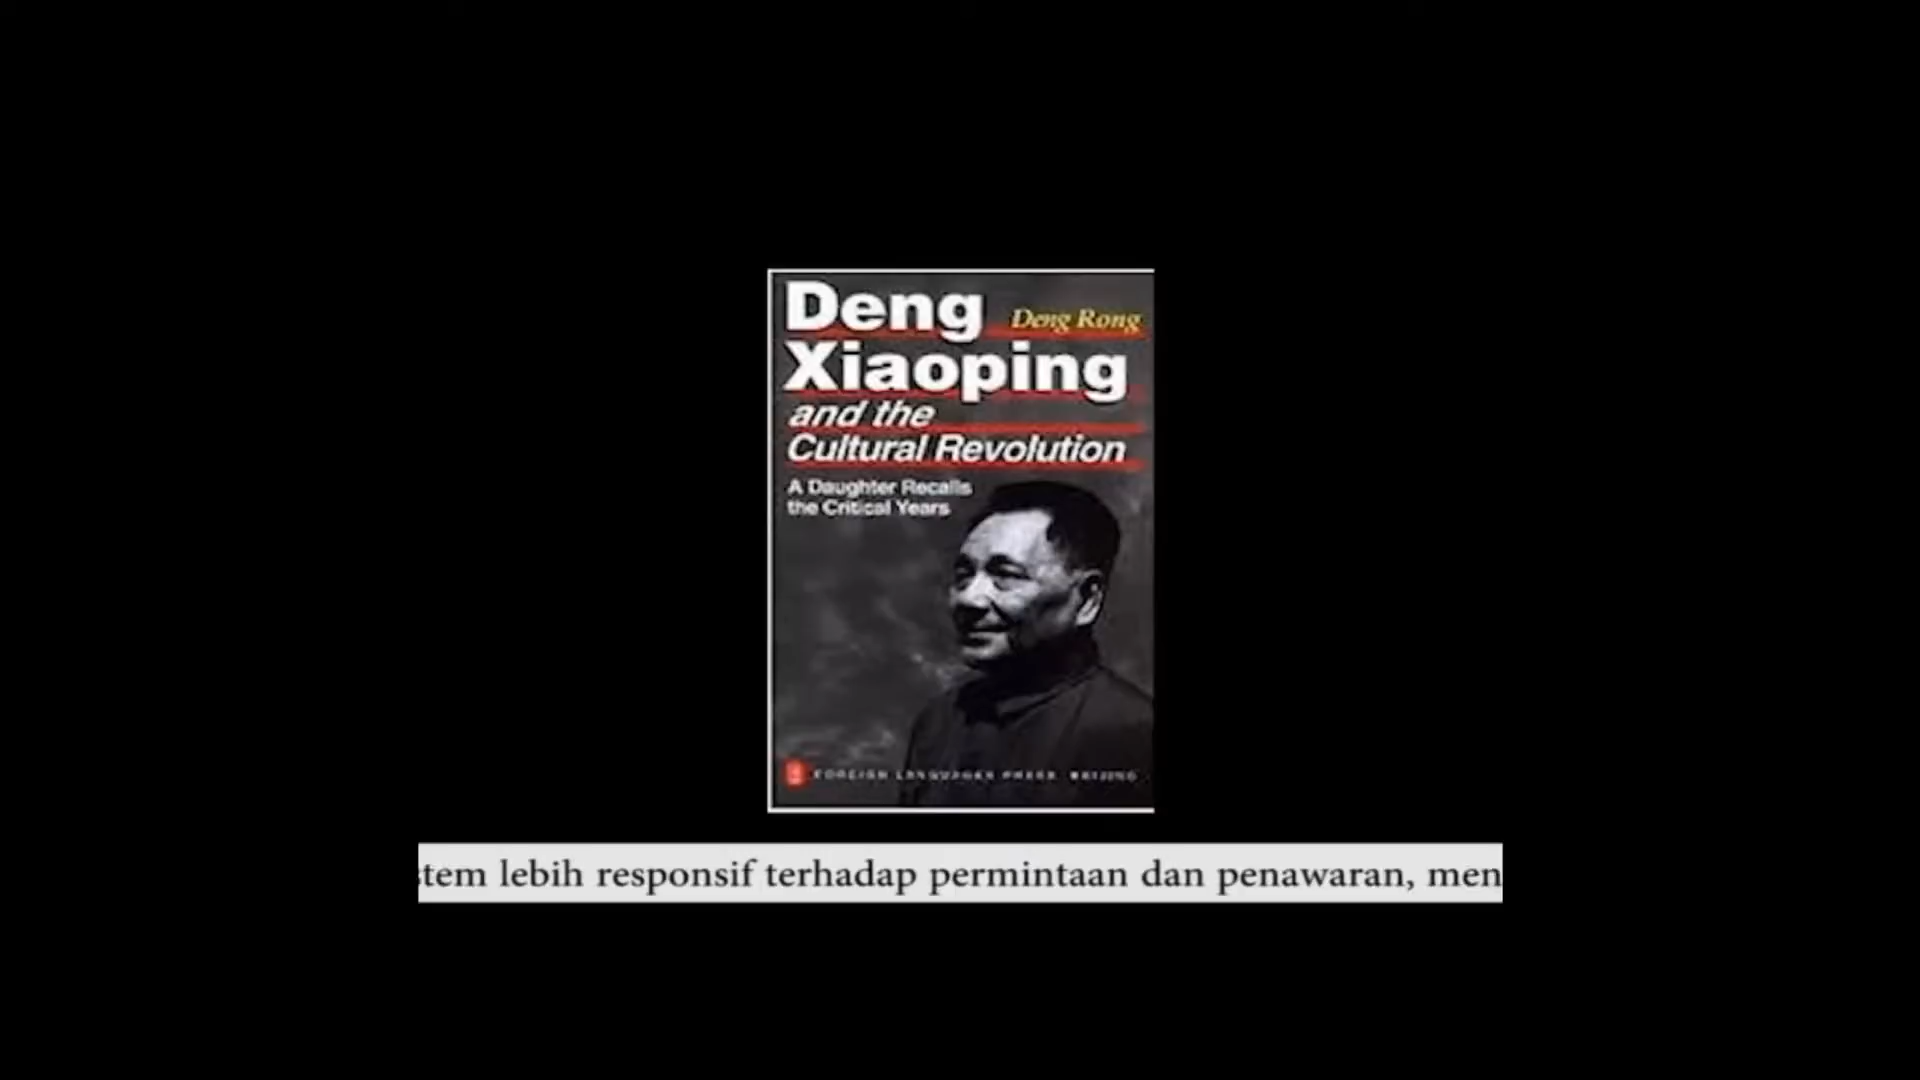 Deng
Deng Rong
Xiaoping
and the
Cultural Revolution
A Daughter Recalls
the Critical Years
FOREIGN LANGUAGES PRESS BEIJING
stem lebih responsif terhadap permintaan dan penawaran, men